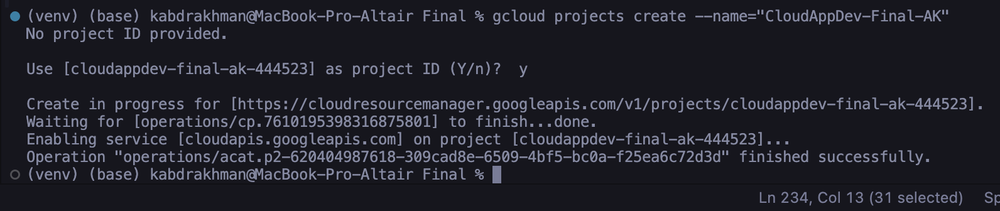 (venv) (base) kabdrakhman@MacBook-Pro-Altair Final % gcloud projects create --name="CloudAppDev-Final-AK"
No project ID provided.
Use [cloudappdev-final-ak-444523] as project ID (Y/n)?  y
Create in progress for [https://cloudresourcemanager.googleapis.com/v1/projects/cloudappdev-final-ak-444523].
Waiting for [operations/cp.7610195398316875801] to finish...done.
Enabling service [cloudapis.googleapis.com] on project [cloudappdev-final-ak-444523]...
Operation "operations/acat.p2-620404987618-309cad8e-6509-4bf5-bc0a-f25ea6c72d3d" finished successfully.
(venv) (base) kabdrakhman@MacBook-Pro-Altair Final %
Ln 234, Col 13 (31 selected)